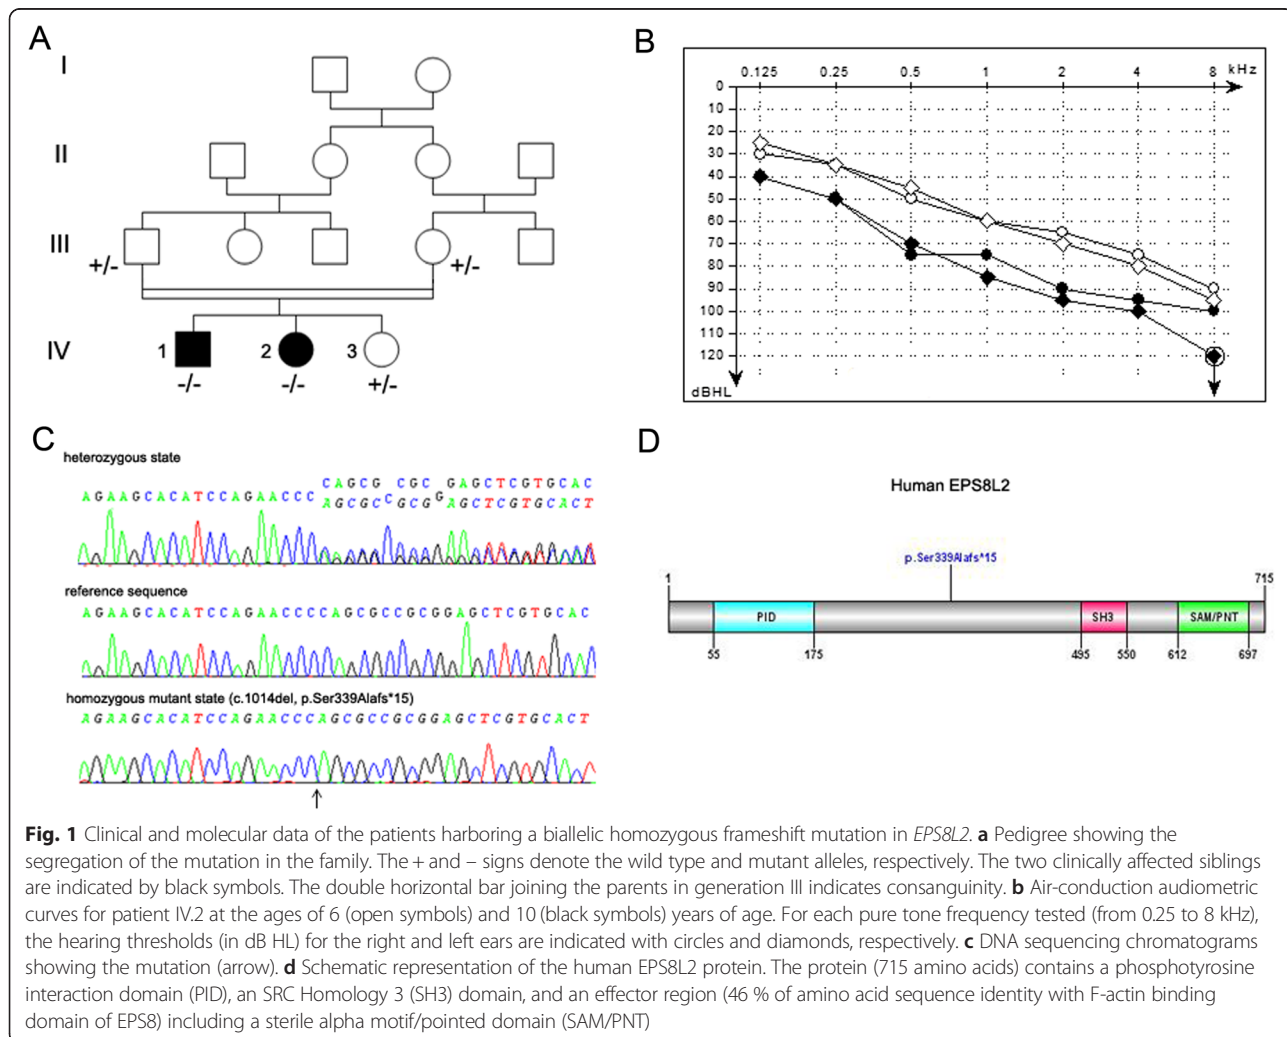 A
I
II
III
+/-
+/-
IV
1
2
3
-/-
-/-
+/-
B
0.125 0.25 0.5 1 2 4 8 kHz
0
10
20
30
40
50
60
70
80
90
100
110
120
dBHL
C
heterozygous state
CAGCG CGC GAGCTCGTGCAC
AGAAGCACATCCAGAACCC
AGCGCCGCGGAGCTCGTGCACT
reference sequence
AGAAGCACATCCAGAACCCCAGCGCCGCGGAGCTCGTGCAC
homozygous mutant state (c.1014del, p.Ser339Alafs*15)
AGAAGCACATCCAGAACCCAGCGCCGCGGAGCTCGTGCACT
D
Human EPS8L2
p.Ser339Alafs*15
1
715
PID
SH3
SAM/PNT
55
175
495
550
612
697
Fig. 1 Clinical and molecular data of the patients harboring a biallelic homozygous frameshift mutation in EPS8L2. a Pedigree showing the
segregation of the mutation in the family. The + and – signs denote the wild type and mutant alleles, respectively. The two clinically affected siblings
are indicated by black symbols. The double horizontal bar joining the parents in generation III indicates consanguinity. b Air-conduction audiometric
curves for patient IV.2 at the ages of 6 (open symbols) and 10 (black symbols) years of age. For each pure tone frequency tested (from 0.25 to 8 kHz),
the hearing thresholds (in dB HL) for the right and left ears are indicated with circles and diamonds, respectively. c DNA sequencing chromatograms
showing the mutation (arrow). d Schematic representation of the human EPS8L2 protein. The protein (715 amino acids) contains a phosphotyrosine
interaction domain (PID), an SRC Homology 3 (SH3) domain, and an effector region (46 % of amino acid sequence identity with F-actin binding
domain of EPS8) including a sterile alpha motif/pointed domain (SAM/PNT)